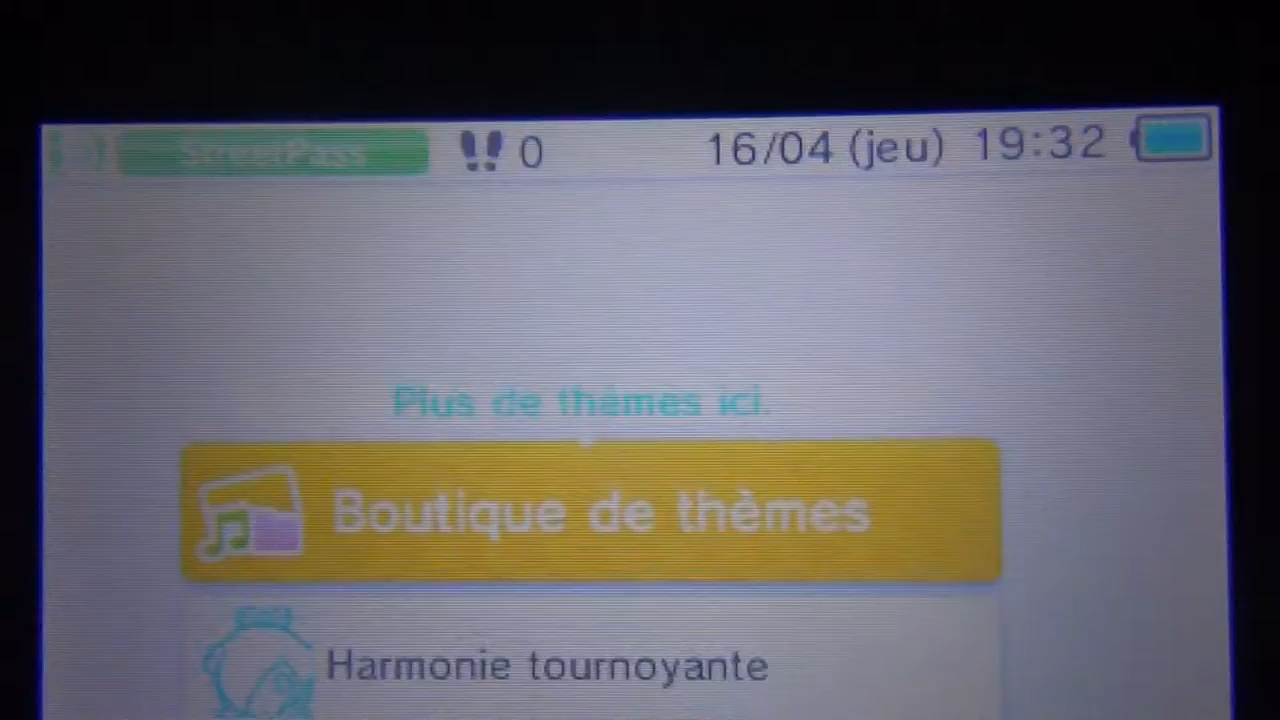 StreetPass 0 16/04 (jeu) 19:32
Plus de thèmes ici.
Boutique de thèmes
Harmonie tournoyante